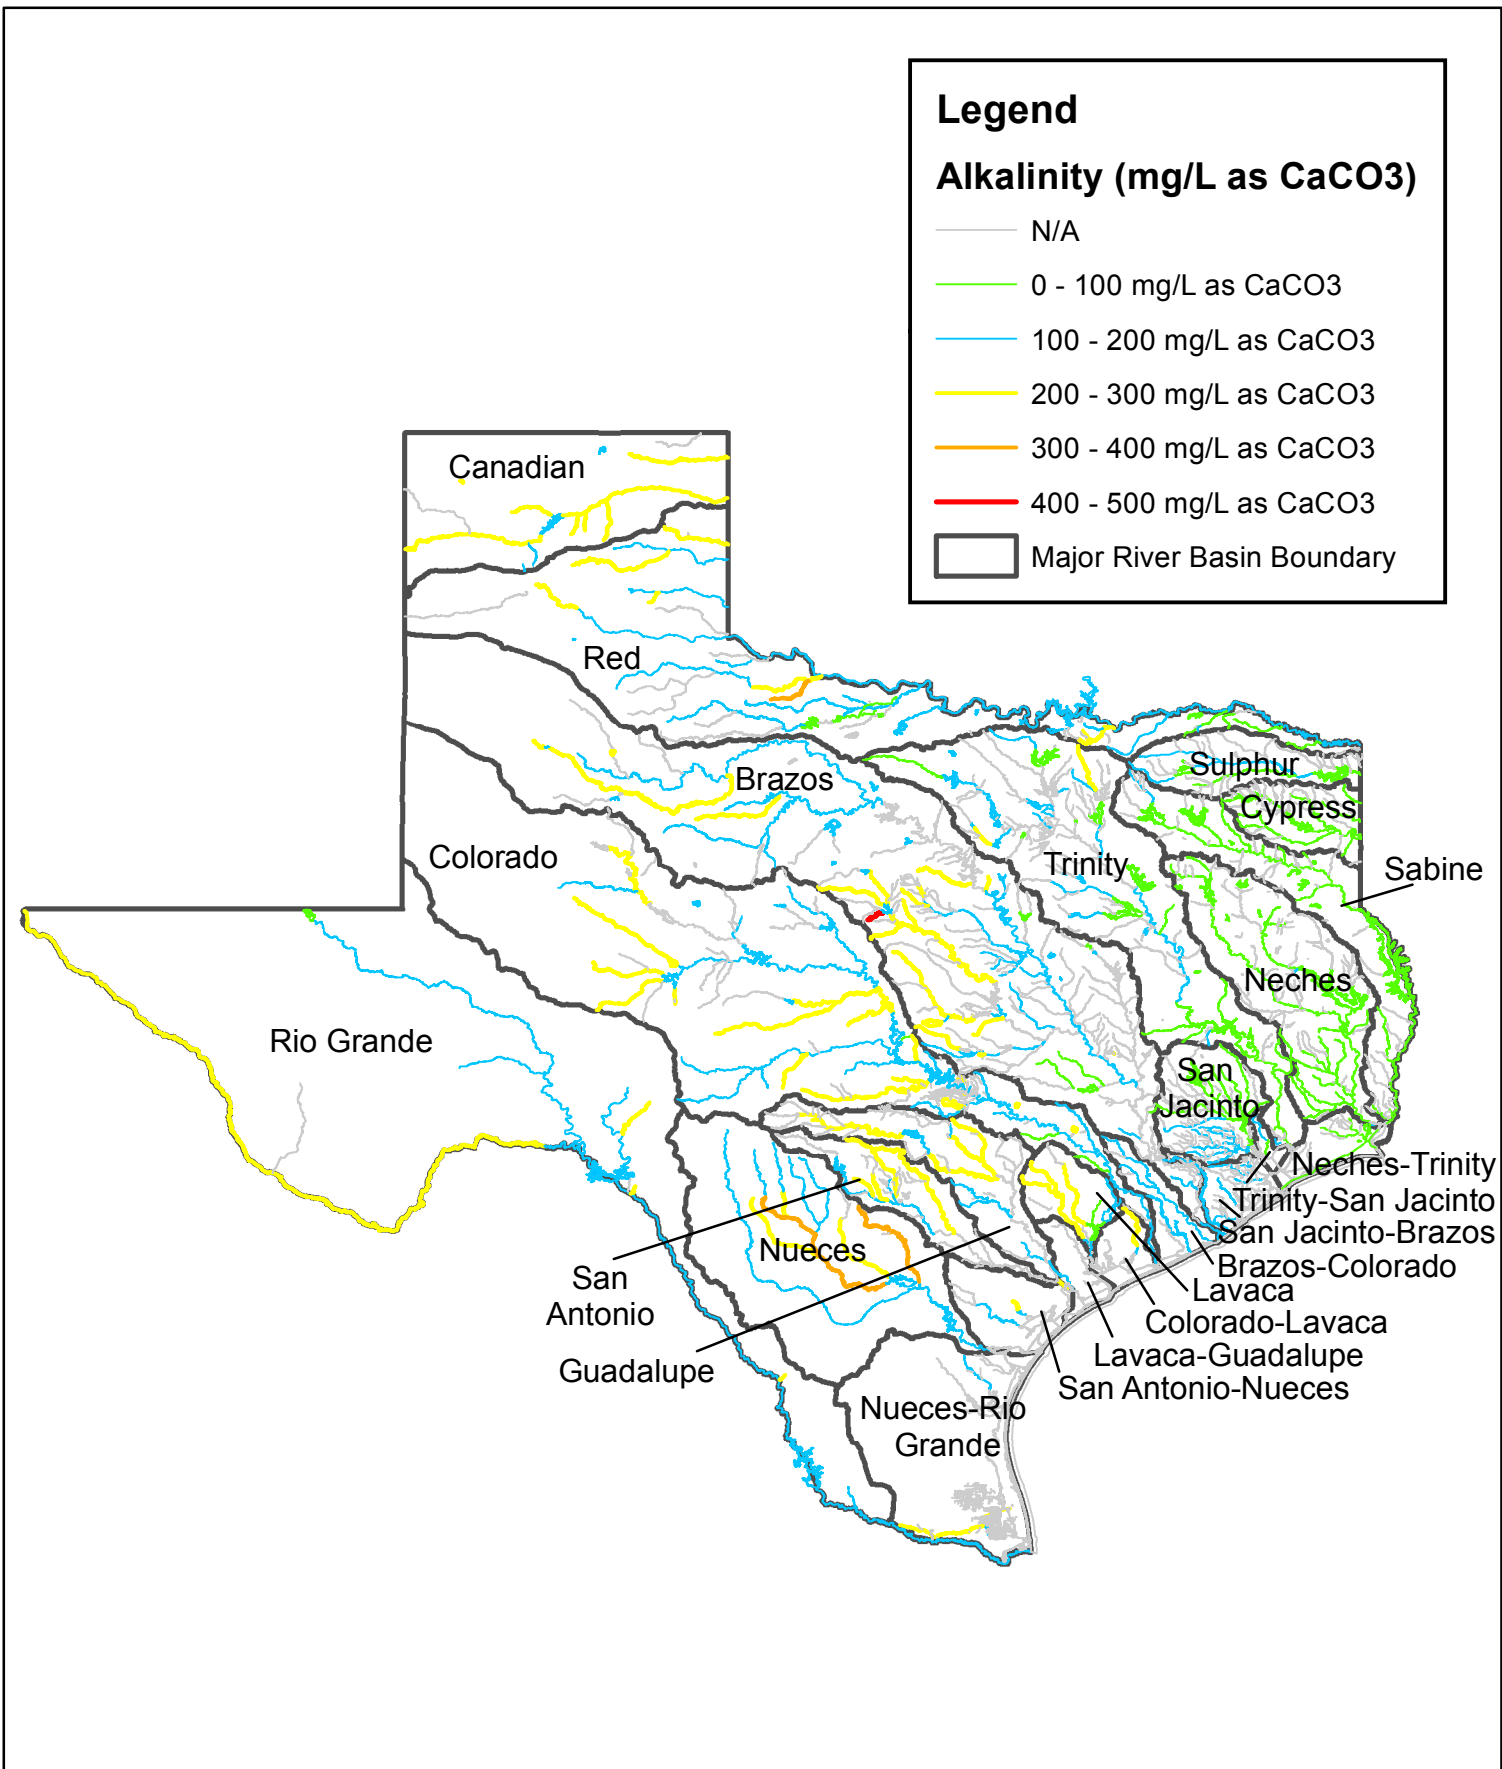 Legend
Alkalinity (mg/L as CaCO3)
N/A
0 - 100 mg/L as CaCO3
100 - 200 mg/L as CaCO3
200 - 300 mg/L as CaCO3
300 - 400 mg/L as CaCO3
400 - 500 mg/L as CaCO3
Major River Basin Boundary
Canadian
Red
Sulphur
Brazos
Cypress
Colorado
Trinity
Sabine
Neches
Rio Grande
San
Jacinto
Neches-Trinity
Trinity-San Jacinto
San Jacinto-Brazos
Nueces
Brazos-Colorado
San
Antonio
Lavaca
Colorado-Lavaca
Lavaca-Guadalupe
Guadalupe
San Antonio-Nueces
Nueces-Rio
Grande